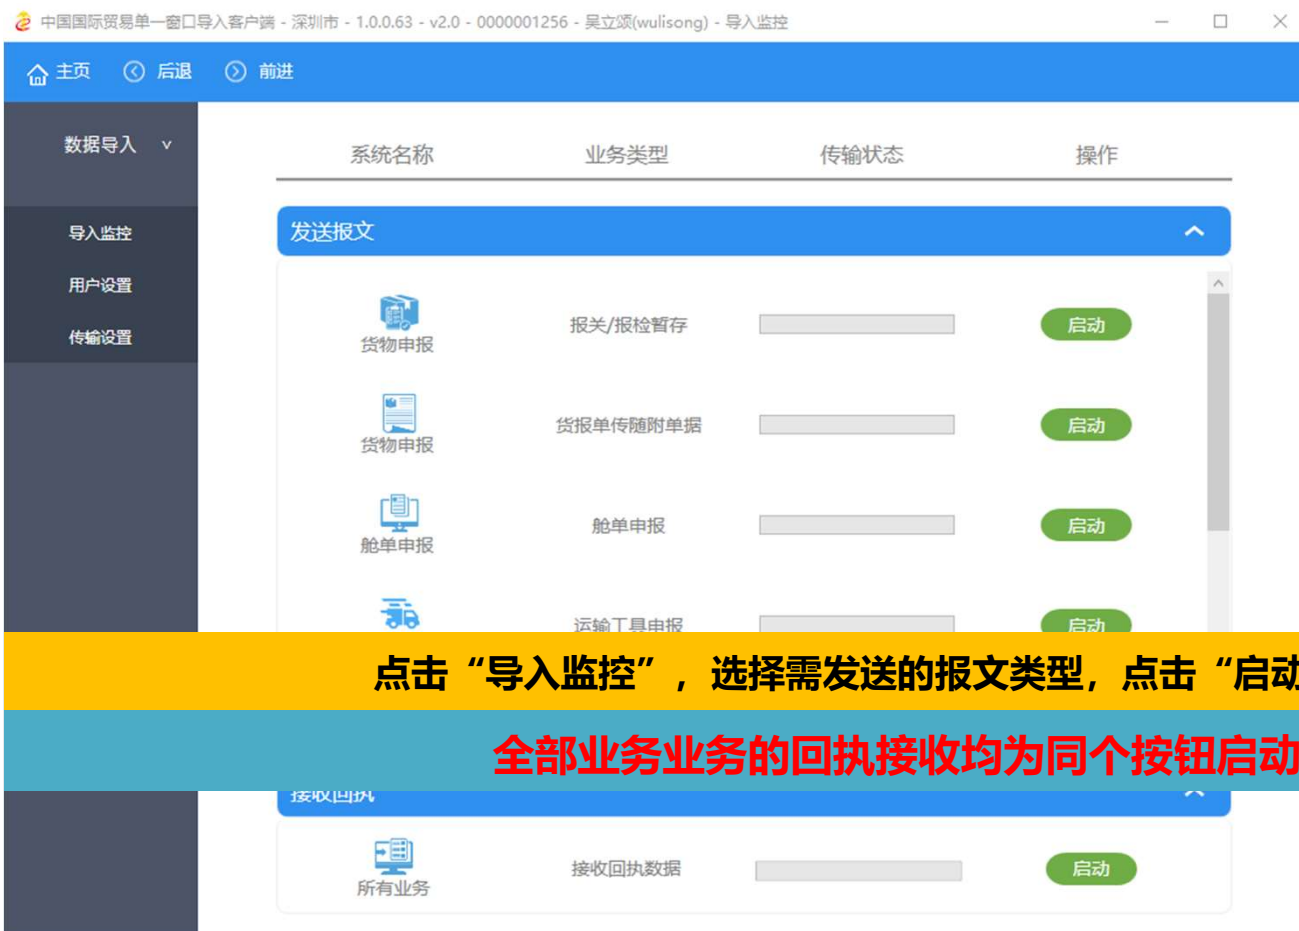 中国国际贸易单一窗口导入客户端 - 深圳市 - 1.0.0.63 - v2.0 - 0000001256 - 吴立颂(wulisong) - 导入监控
主页 后退 前进
数据导入
导入监控
用户设置
传输设置
系统名称 业务类型 传输状态 操作
发送报文
货物申报 报关/报检暂存 启动
货物申报 货报单传随附单据 启动
舱单申报 舱单申报 启动
运输工具申报 启动
点击“导入监控”，选择需发送的报文类型，点击“启动
全部业务业务的回执接收均为同个按钮启动
接收回执
所有业务 接收回执数据 启动